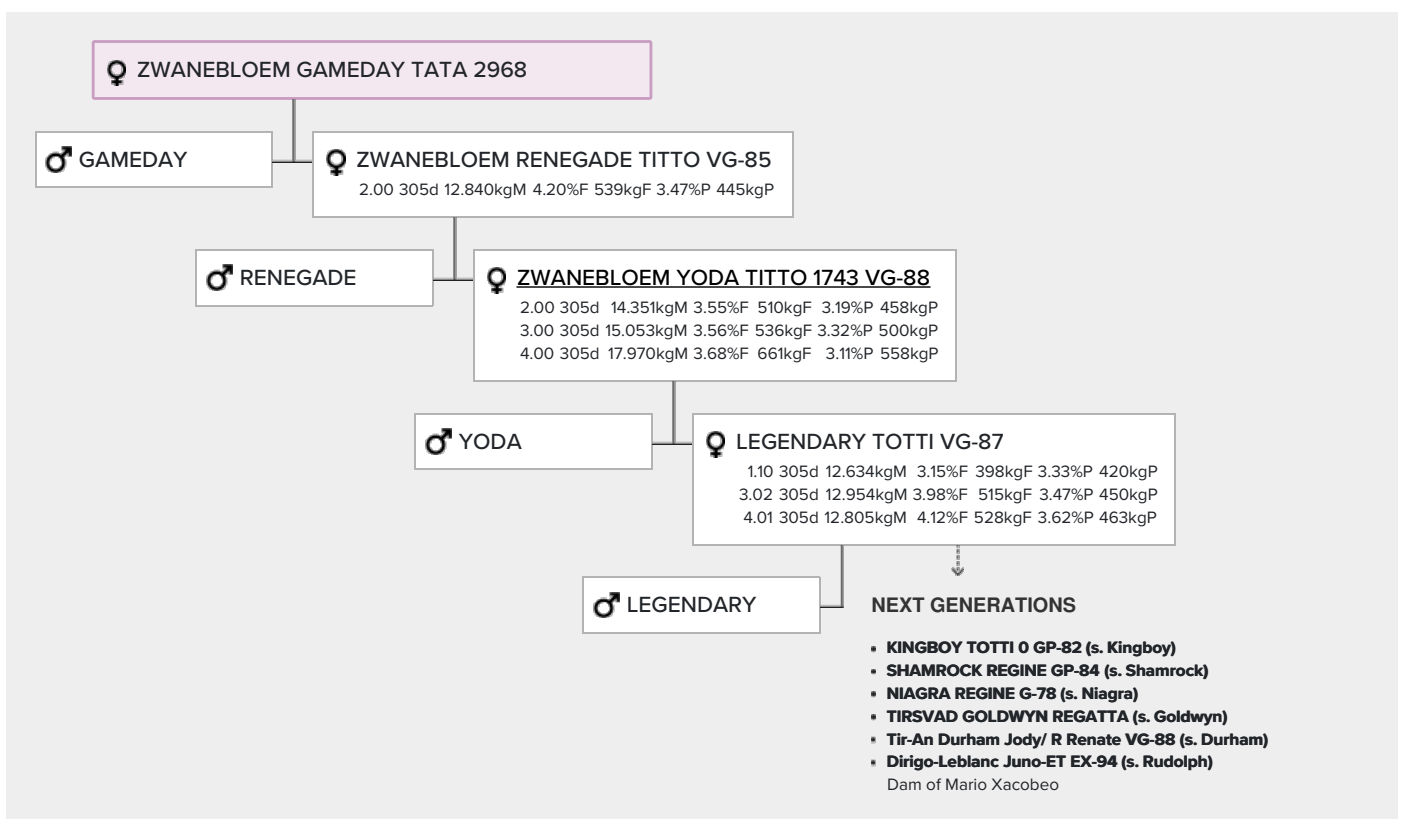 ZWANEBLOEM GAMEDAY TATA 2968
GAMEDAY
ZWANEBLOEM RENEGADE TITTO VG-85
2.00 305d 12.840kgM 4.20%F 539kgF 3.47%P 445kgP
RENEGADE
ZWANEBLOEM YODA TITTO 1743 VG-88
2.00 305d 14.351kgM 3.55%F 510kgF 3.19%P 458kgP
3.00 305d 15.053kgM 3.56%F 536kgF 3.32%P 500kgP
4.00 305d 17.970kgM 3.68%F 661kgF 3.11%P 558kgP
YODA
LEGENDARY TOTTI VG-87
1.10 305d 12.634kgM 3.15%F 398kgF 3.33%P 420kgP
3.02 305d 12.954kgM 3.98%F 515kgF 3.47%P 450kgP
4.01 305d 12.805kgM 4.12%F 528kgF 3.62%P 463kgP
LEGENDARY
NEXT GENERATIONS
KINGBOY TOTTI 0 GP-82 (s. Kingboy)
SHAMROCK REGINE GP-84 (s. Shamrock)
NIAGRA REGINE G-78 (s. Niagra)
TIRSVAD GOLDWYN REGATTA (s. Goldwyn)
Tir-An Durham Jody/ R Renate VG-88 (s. Durham)
Dirigo-Leblanc Juno-ET EX-94 (s. Rudolph)
Dam of Mario Xacobeo